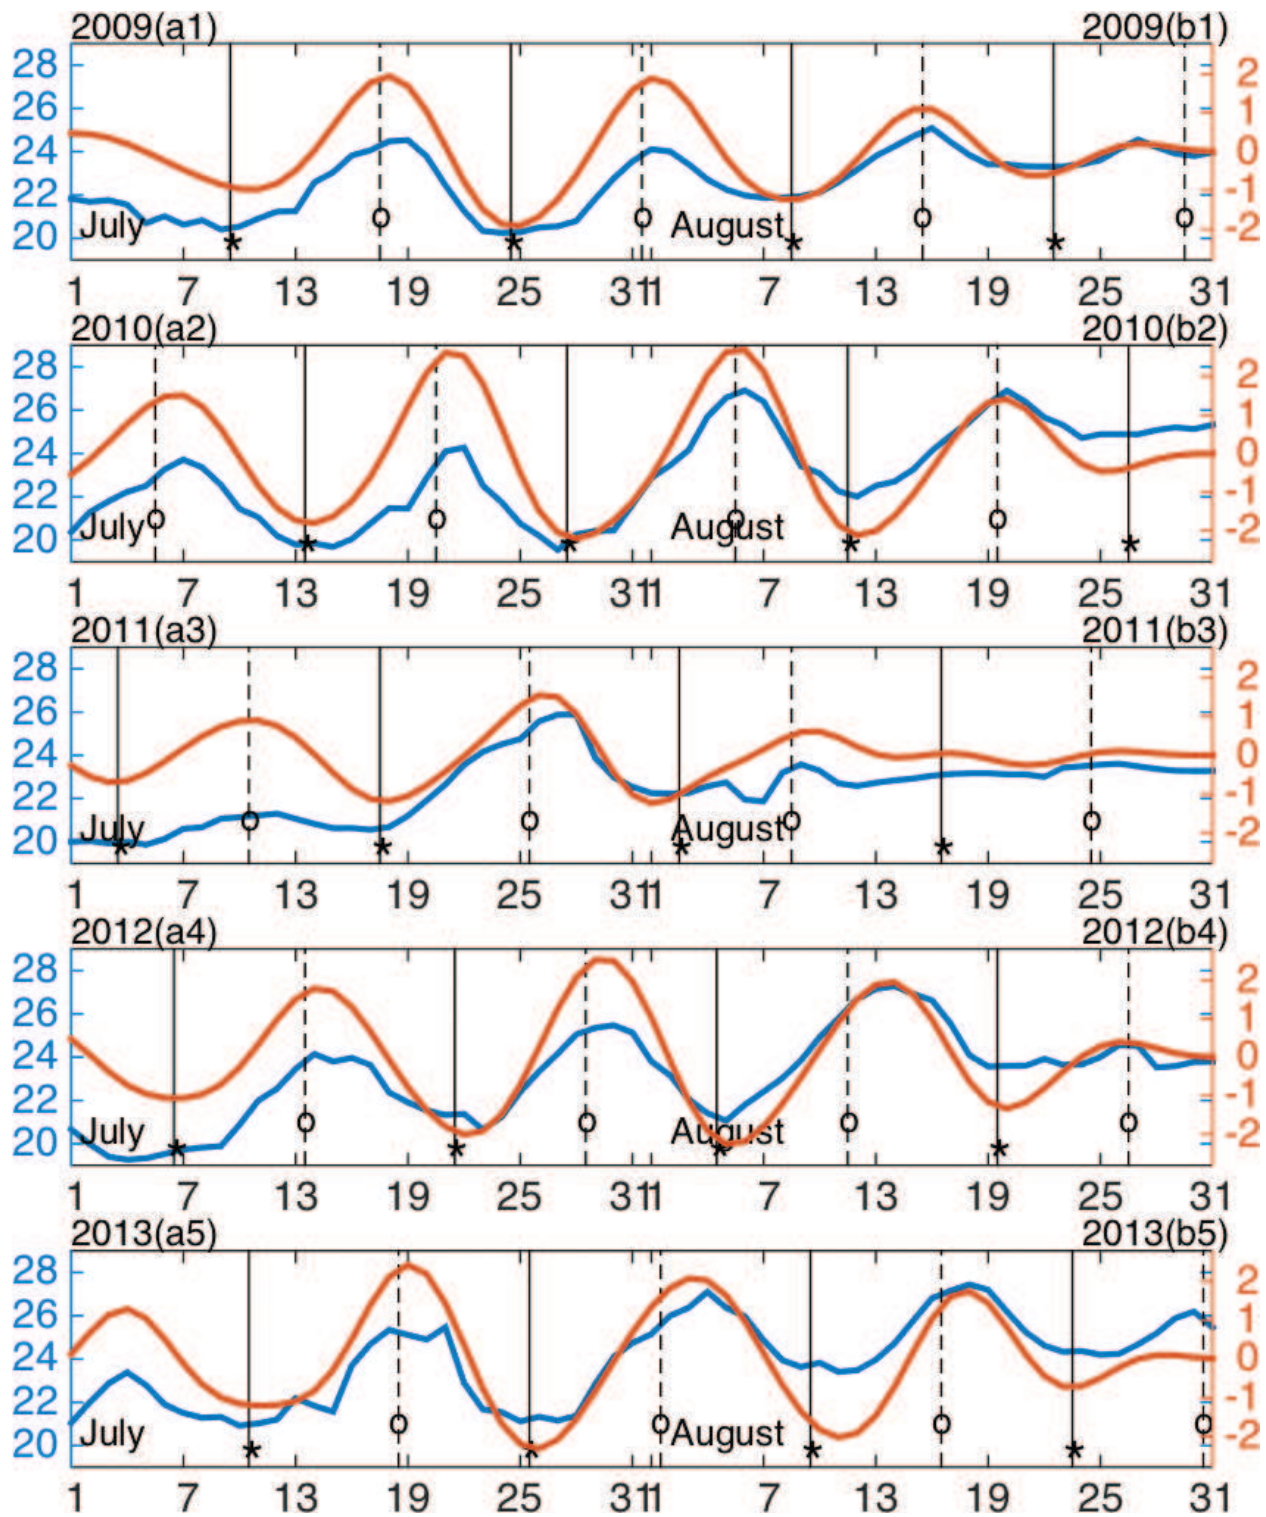 2009(a1) 2009(b1)
28 2
26 1
24 0
22 -1
July o o August o o
20 * * * * -2
1 7 13 19 25 31 1 7 13 19 25 31
2010(a2) 2010(b2)
28 2
26 1
24 0
22 -1
July o o August o o
20 * * * * -2
1 7 13 19 25 31 1 7 13 19 25 31
2011(a3) 2011(b3)
28 2
26 1
24 0
22 -1
July o o August o o
20 * * * * -2
1 7 13 19 25 31 1 7 13 19 25 31
2012(a4) 2012(b4)
28 2
26 1
24 0
22 -1
July o o August o o
20 * * * * -2
1 7 13 19 25 31 1 7 13 19 25 31
2013(a5) 2013(b5)
28 2
26 1
24 0
22 -1
July o o August o o
20 * * * * -2
1 7 13 19 25 31 1 7 13 19 25 31